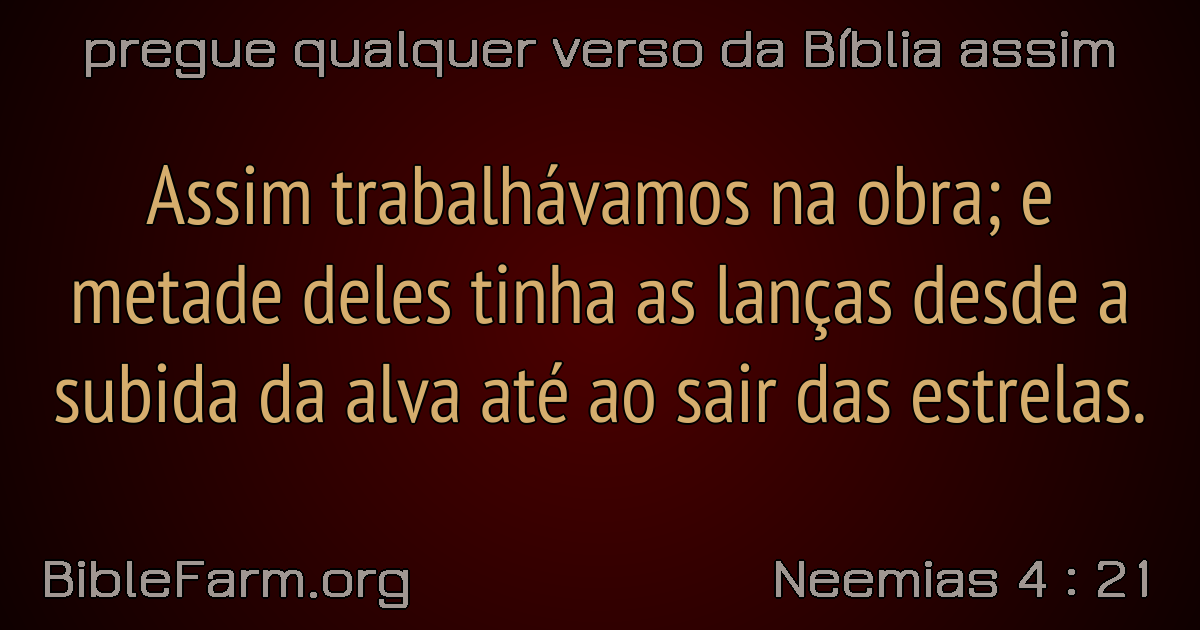 pregue qualquer verso da Bíblia assim
Assim trabalhávamos na obra; e
metade deles tinha as lanças desde a
subida da alva até ao sair das estrelas.
BibleFarm.org
Neemias 4 : 21